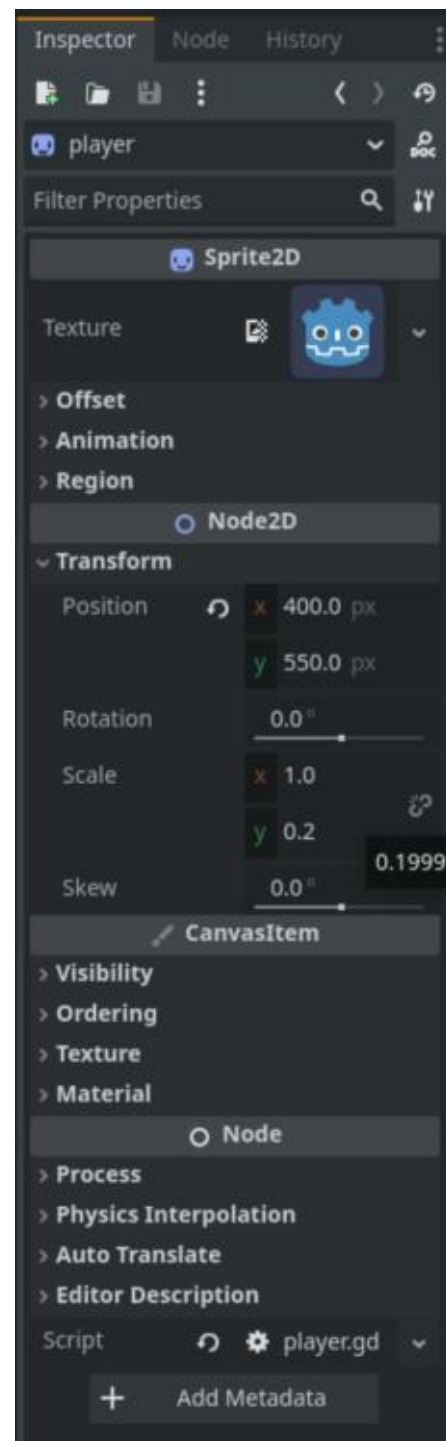 Inspector Node History
player
DOC
Filter Properties
Sprite2D
Texture
Offset
Animation
Region
Node2D
Transform
Position x 400.0 px
y 550.0 px
Rotation 0.0°
Scale x 1.0
y 0.2
0.1999
Skew 0.0°
CanvasItem
Visibility
Ordering
Texture
Material
Node
Process
Physics Interpolation
Auto Translate
Editor Description
Script player.gd
+ Add Metadata